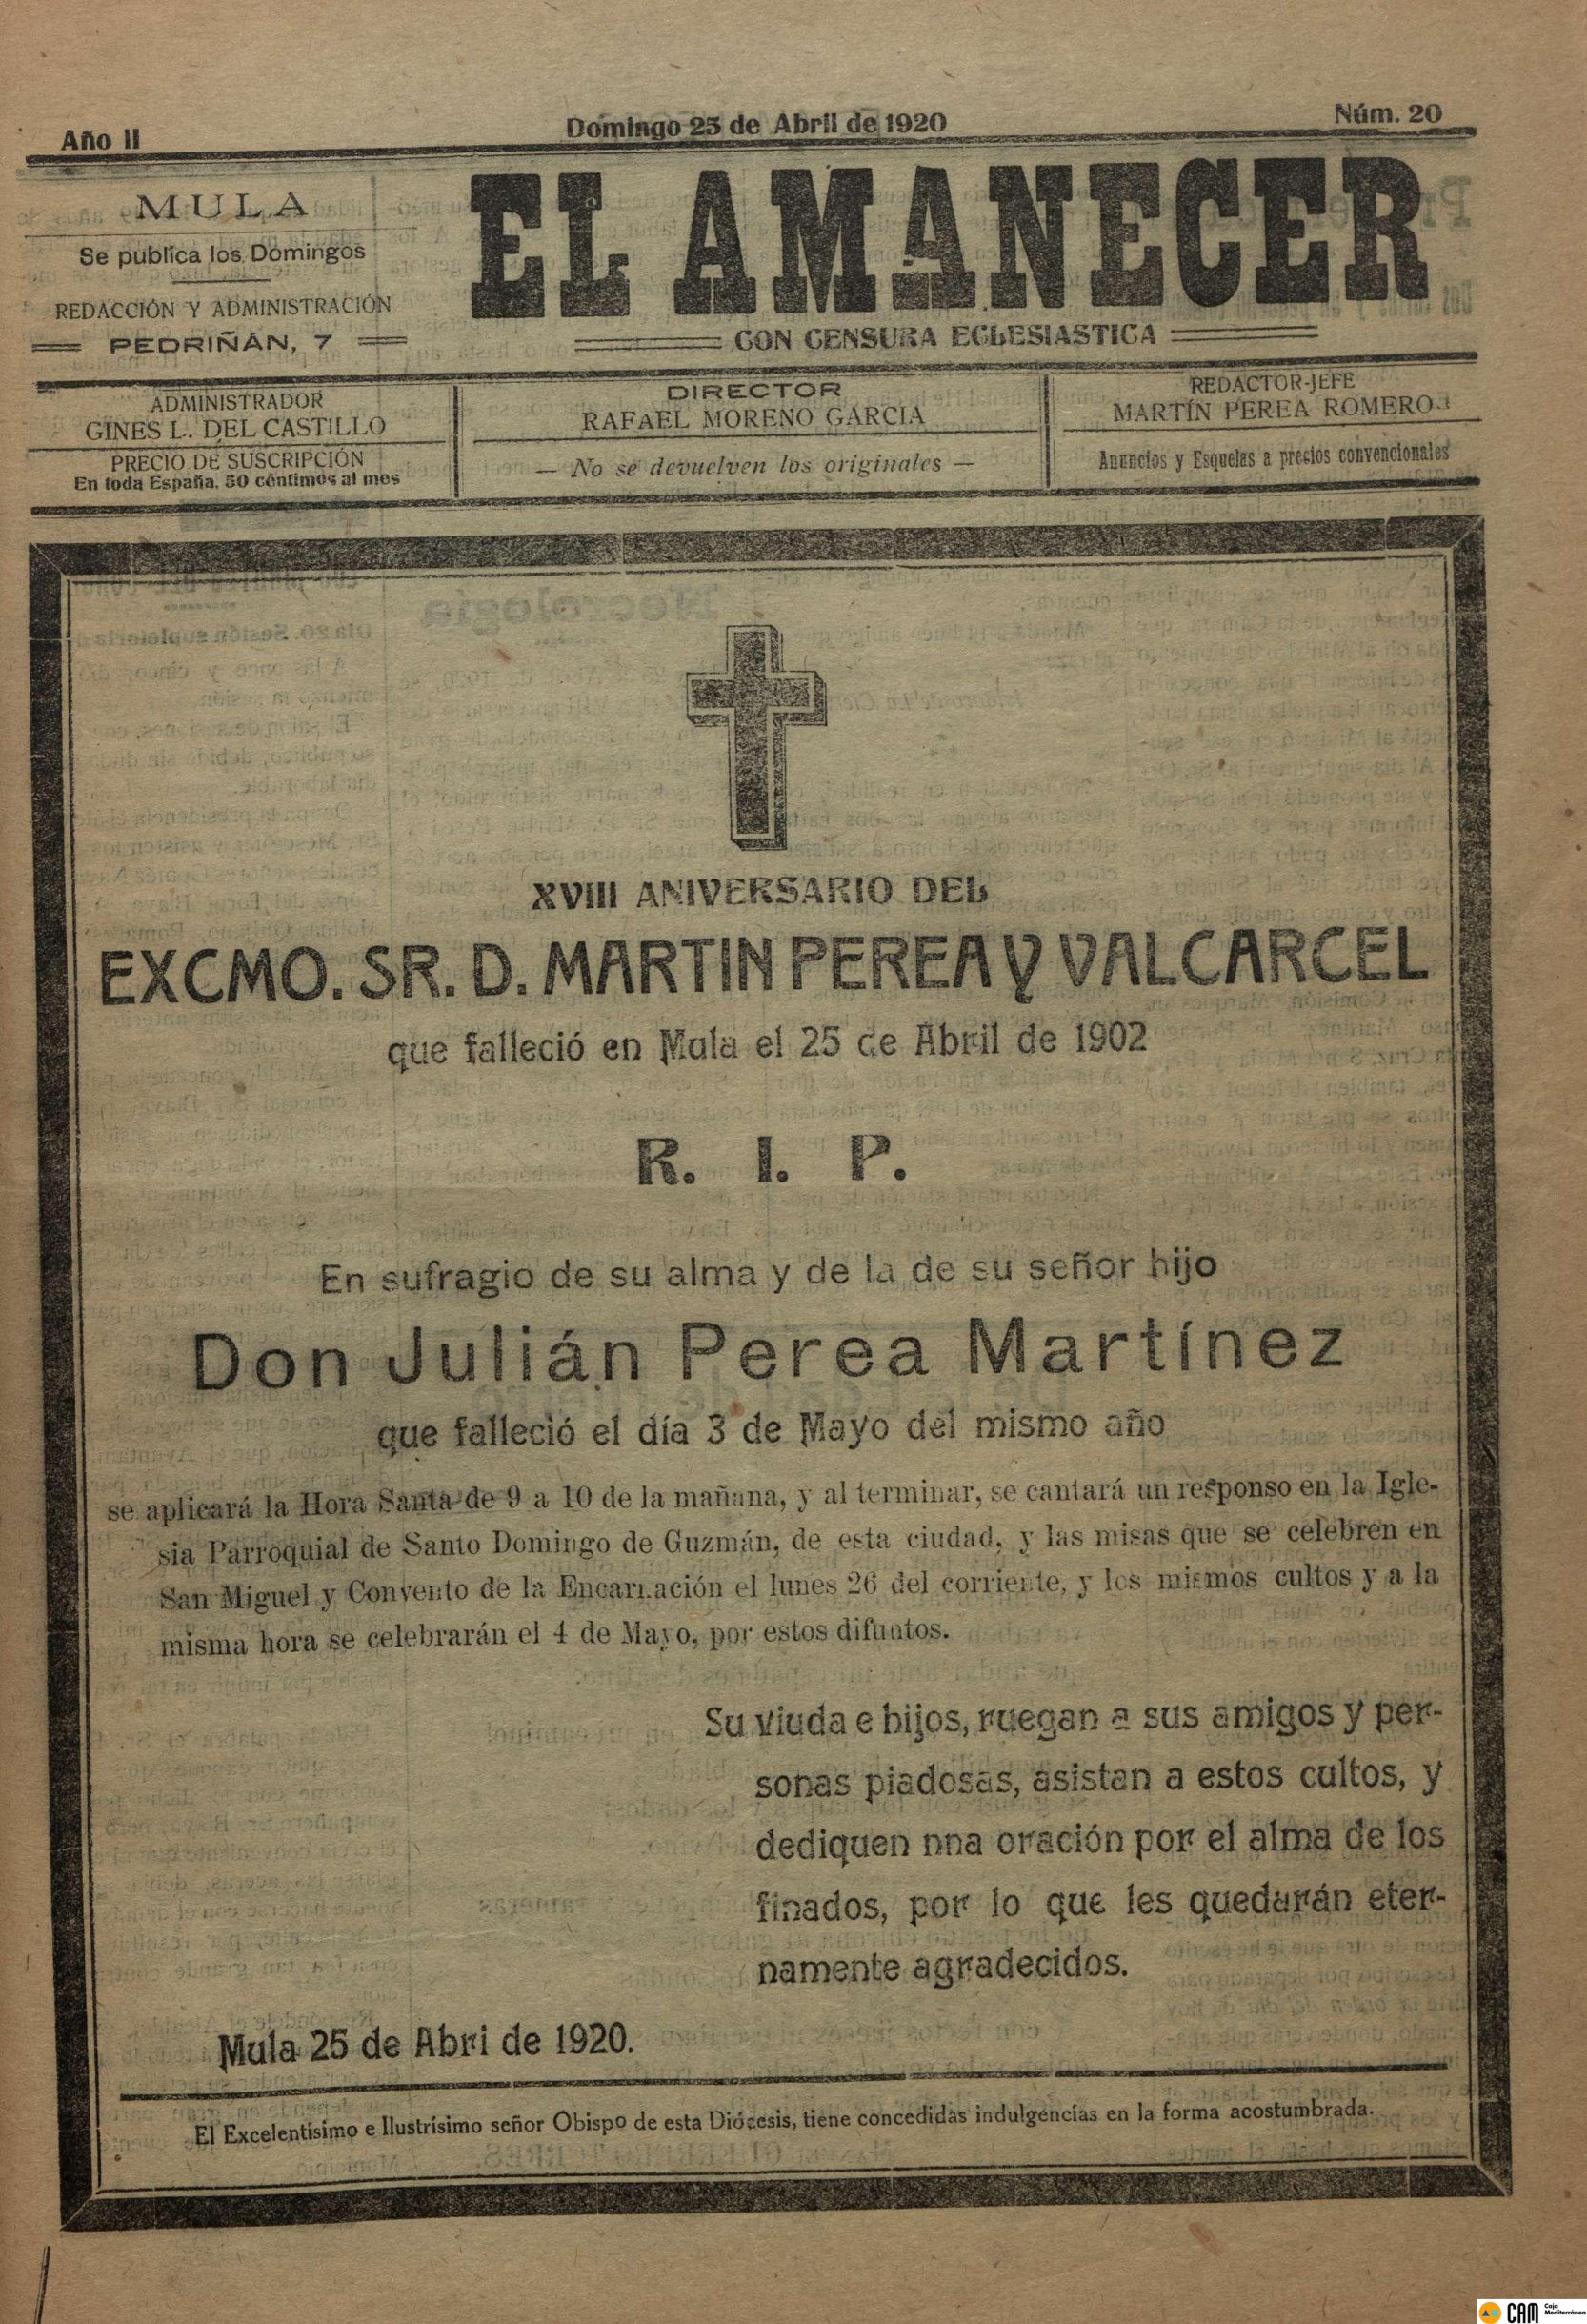 Año II
Domingo 25 de Abril de 1920
Núm. 20
MULA
Se publica los Domingos
REDACCIÓN Y ADMINISTRACIÓN
PEDRIÑÁN, 7
EL AMANECER
CON CENSURA ECLESIASTICA
ADMINISTRADOR
GINES L. DEL CASTILLO
PRECIO DE SUSCRIPCIÓN
En toda España, 50 céntimos al mes
DIRECTOR
RAFAEL MORENO GARCIA
— No se devuelven los originales —
REDACTOR-JEFE
MARTÍN PEREA ROMERO
Anuncios y Esquelas a precios convencionales
XVIII ANIVERSARIO DEL
EXCMO. SR. D. MARTIN PEREA Y VALCARCEL
que falleció en Mula el 25 de Abril de 1902
R. I. P.
En sufragio de su alma y de la de su señor hijo
Don Julián Perea Martínez
que falleció el día 3 de Mayo del mismo año
se aplicará la Hora Santa de 9 a 10 de la mañana, y al terminar, se cantará un responso en la Igle-
sia Parroquial de Santo Domingo de Guzmán, de esta ciudad, y las misas que se celebren en
San Miguel y Convento de la Encarnación el lunes 26 del corriente, y los mismos cultos y a la
misma hora se celebrarán el 4 de Mayo, por estos difuntos.
Su viuda e hijos, ruegan a sus amigos y per-
sonas piadosas, asistan a estos cultos, y
dediquen nna oración por el alma de los
finados, por lo que les quedarán eter-
namente agradecidos.
Mula 25 de Abri de 1920.
El Excelentísimo e Ilustrísimo señor Obispo de esta Diócesis, tiene concedidas indulgencias en la forma acostumbrada.
CAM Caja
Mediterráneo